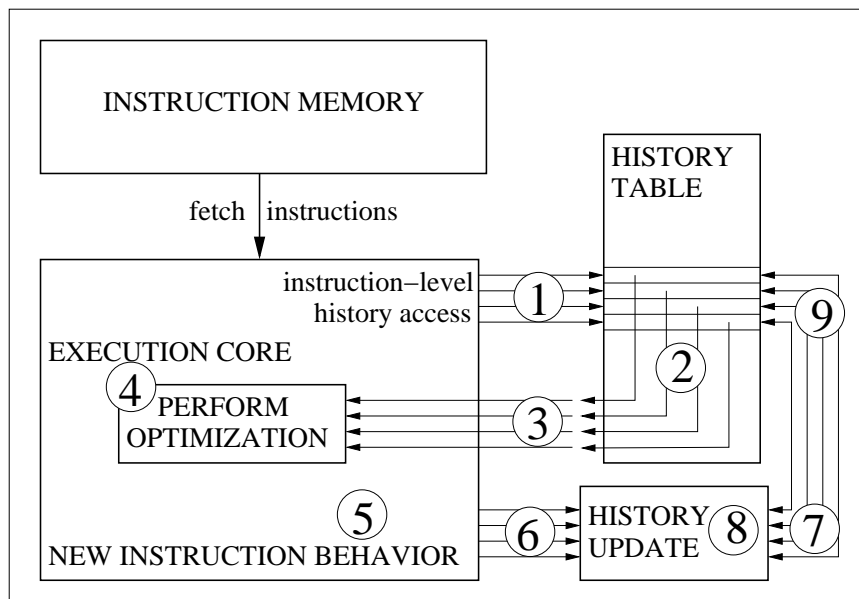 INSTRUCTION MEMORY
fetch instructions
HISTORY
TABLE
instruction–level
history access
1
9
EXECUTION CORE
2
4
PERFORM
OPTIMIZATION
3
5
6
HISTORY
UPDATE
8
7
NEW INSTRUCTION BEHAVIOR